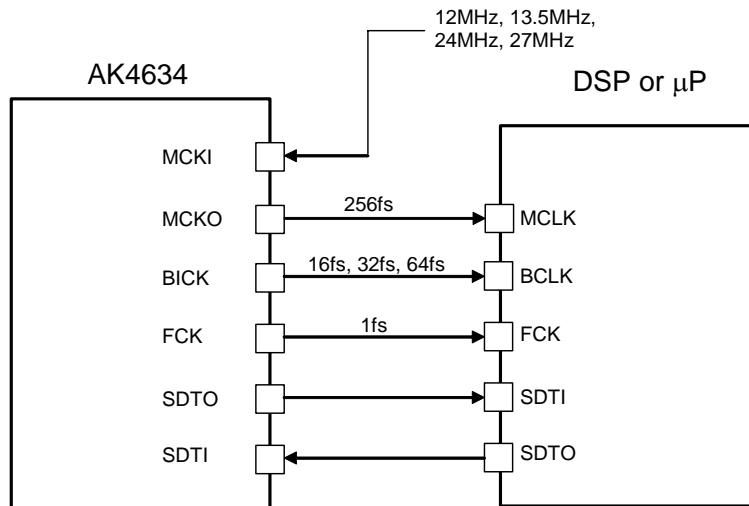 12MHz, 13.5MHz,
24MHz, 27MHz
AK4634
DSP or μP
MCKI
MCKO
256fs
MCLK
BICK
16fs, 32fs, 64fs
BCLK
FCK
1fs
FCK
SDTO
SDTI
SDTI
SDTO